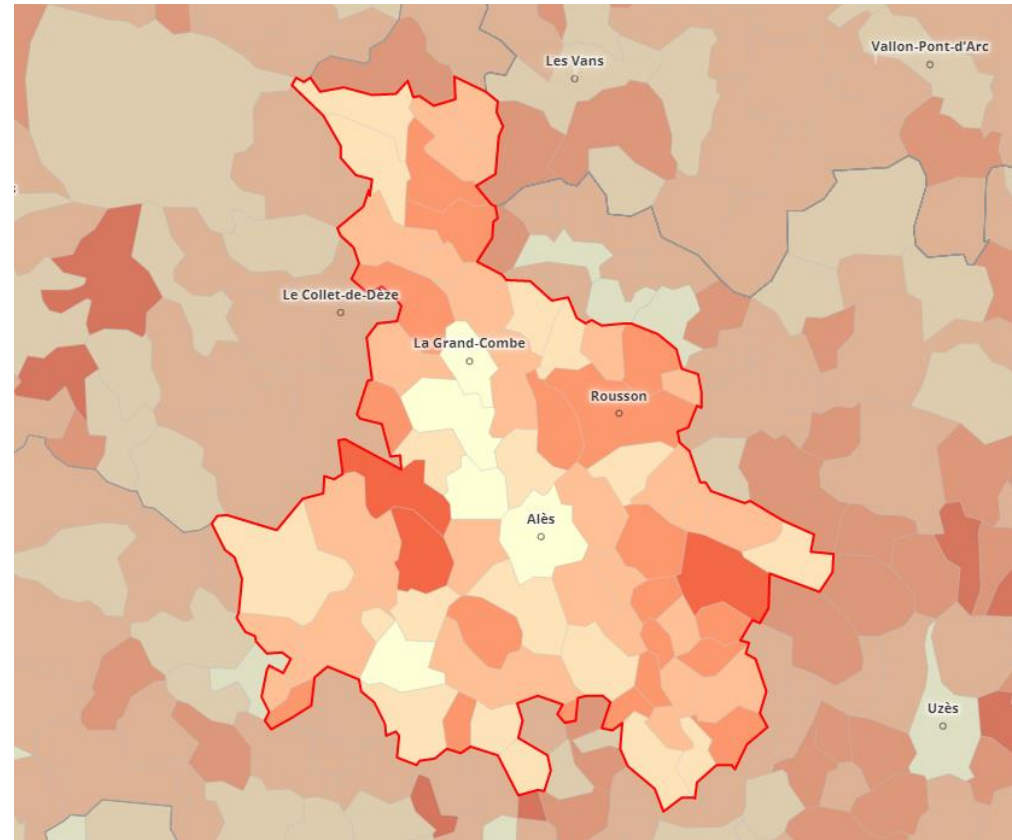 Vallon-Pont-d'Arc
Les Vans
Le Collet-de-Dèze
La Grand-Combe
Rousson
Alès
Uzès